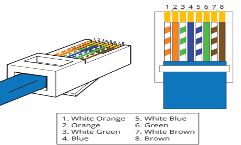 1 2 3 4 5 6 7 8
1. White Orange
2. Orange
3. White Green
4. Blue
5. White Blue
6. Green
7. White Brown
8. Brown